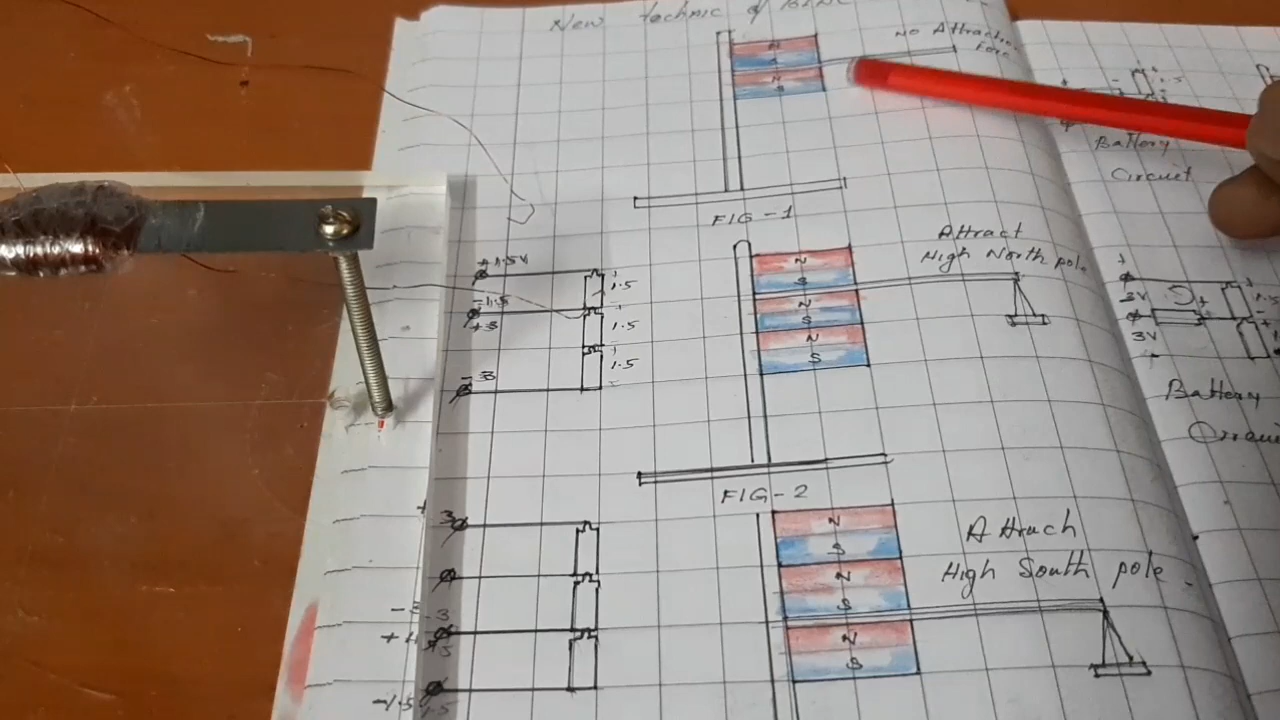 New technic of BLDC
N
S
N
S
No Attraction
Force
FIG-1
+ 1.5
Battery
Circuit
+1.5V
-1.5
+3
-3
+
1.5
+
1.5
+
1.5
-
N
S
N
S
N
S
Attract
High North pole
FIG-2
+
3V
3V
Battery
+
3
-3
N
S
N
S
N
S
Attrach
High South pole